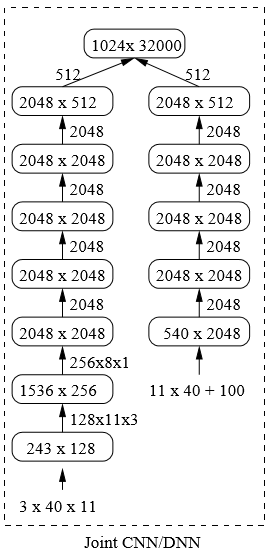 1024x 32000
512 512
2048 x 512 2048 x 512
2048 2048
2048 x 2048 2048 x 2048
2048 2048
2048 x 2048 2048 x 2048
2048 2048
2048 x 2048 2048 x 2048
2048 2048
2048 x 2048 540 x 2048
256x8x1
1536 x 256 11 x 40 + 100
128x11x3
243 x 128
3 x 40 x 11
Joint CNN/DNN